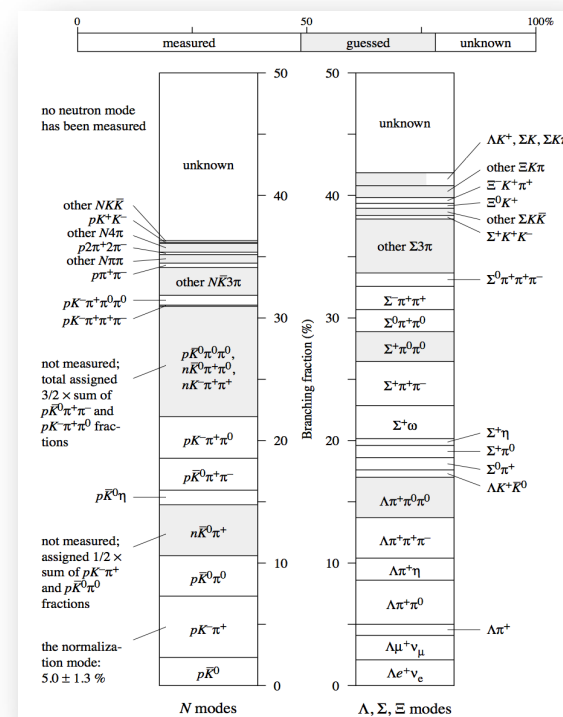 0 50 100%
measured guessed unknown
50 50
no neutron mode
has been measured
unknown
40
other NKK̅
pK⁺K⁻
other N4π
p2π⁺2π⁻
other Nππ
pπ⁺π⁻
other NK̅3π
pK⁻π⁺π⁰π⁰
pK⁻π⁺π⁺π⁻
30
not measured;
total assigned
3/2 × sum of
pK̅⁰π⁺π⁻ and
pK⁻π⁺π⁰ frac-
tions
pK̅⁰π⁰π⁰,
nK̅⁰π⁺π⁰,
nK⁻π⁺π⁺
pK⁻π⁺π⁰
20
pK̅⁰π⁺π⁻
pK̅⁰η
not measured;
assigned 1/2 ×
sum of pK⁻π⁺
and pK̅⁰π⁰
fractions
nK̅⁰π⁺
10
pK̅⁰π⁰
pK⁻π⁺
the normaliza-
tion mode:
5.0 ± 1.3 %
pK̅⁰
0
N modes
Branching fraction (%)
unknown
40
ΛK⁺, ΣK, ΣKπ
other ΞKπ
Ξ⁻K⁺π⁺
Ξ⁰K⁺
other ΣKK̅
Σ⁺K⁺K⁻
other Σ3π
Σ⁰π⁺π⁺π⁻
Σ⁻π⁺π⁺
30
Σ⁰π⁺π⁰
Σ⁺π⁰π⁰
Σ⁺π⁺π⁻
Σ⁺ω
20
Σ⁺η
Σ⁺π⁰
Σ⁰π⁺
ΛK⁺K̅⁰
Λπ⁺π⁰π⁰
Λπ⁺π⁺π⁻
10
Λπ⁺η
Λπ⁺π⁰
Λπ⁺
Λμ⁺νμ
Λe⁺νe
0
Λ, Σ, Ξ modes